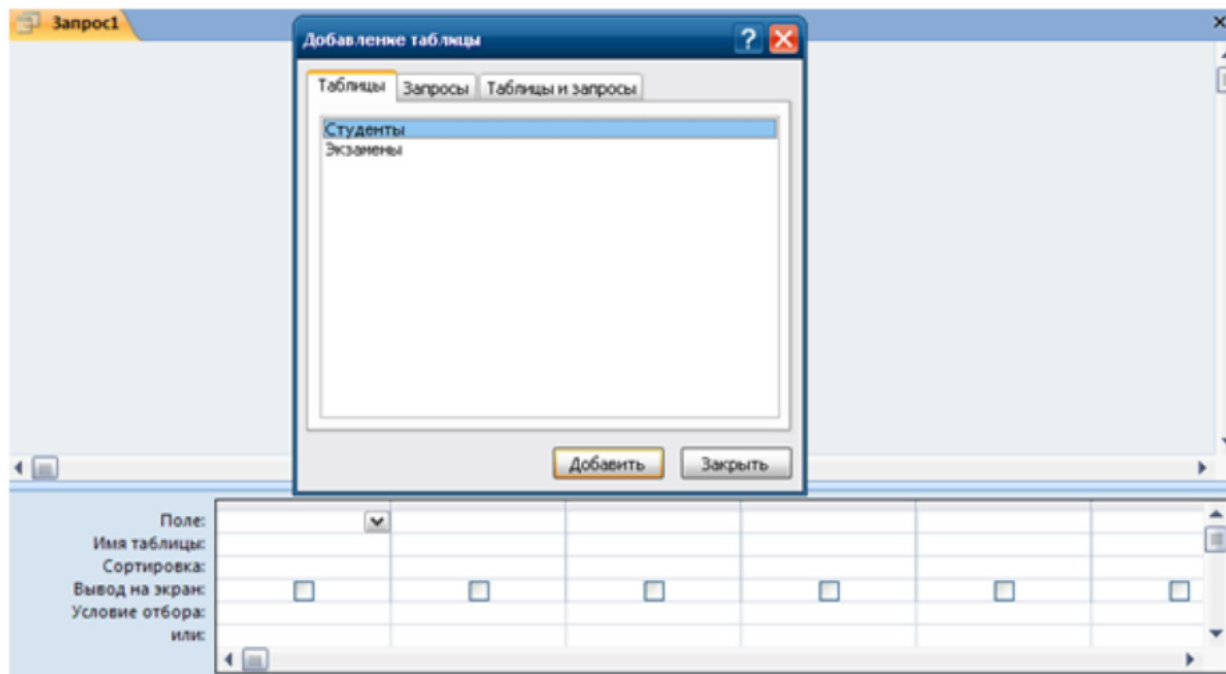 Запрос1
Добавление таблицы
Таблицы Запросы Таблицы и запросы
Студенты
Экзамены
Добавить Закрыть
Поле:
Имя таблицы:
Сортировка:
Вывод на экран:
Условие отбора:
или: